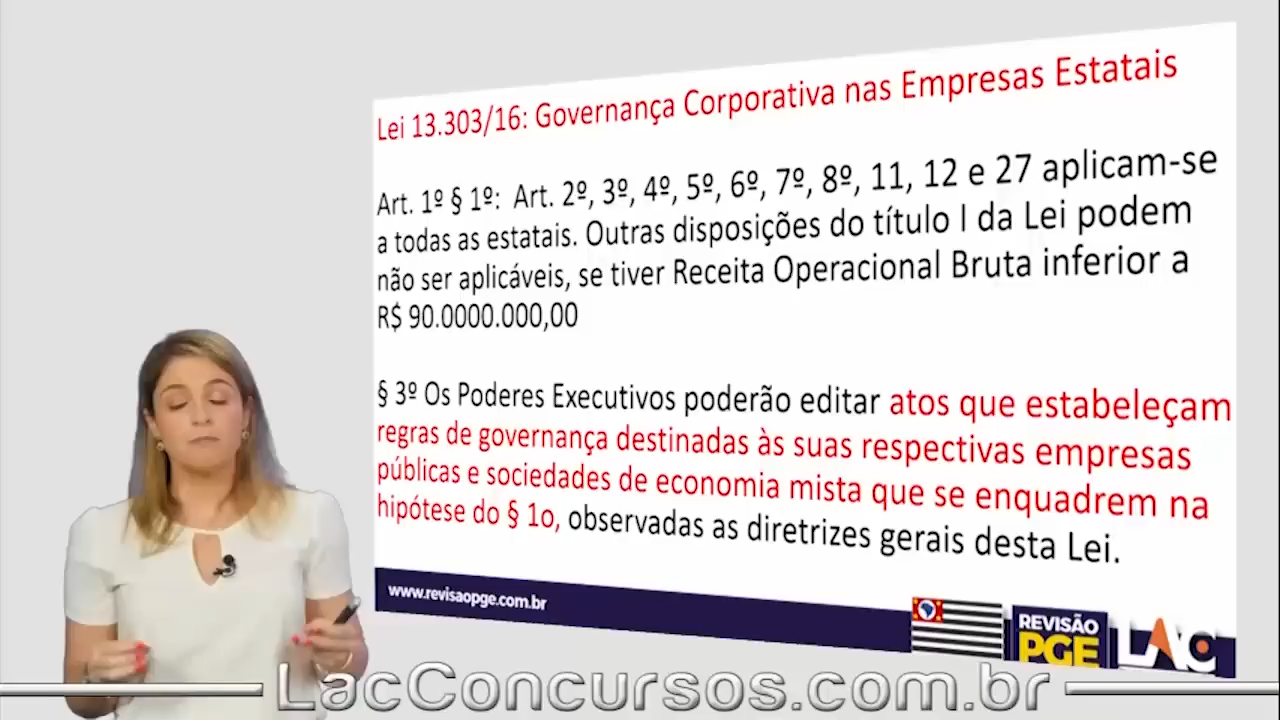 Lei 13.303/16: Governança Corporativa nas Empresas Estatais
Art. 1º § 1º: Art. 2º, 3º, 4º, 5º, 6º, 7º, 8º, 11, 12 e 27 aplicam-se
a todas as estatais. Outras disposições do título I da Lei podem
não ser aplicáveis, se tiver Receita Operacional Bruta inferior a
R$ 90.0000.000,00
§ 3º Os Poderes Executivos poderão editar atos que estabeleçam
regras de governança destinadas às suas respectivas empresas
públicas e sociedades de economia mista que se enquadrem na
hipótese do § 1o, observadas as diretrizes gerais desta Lei.
www.revisaopge.com.br
REVISÃO
PGE
LAC
LacConcursos.com.br